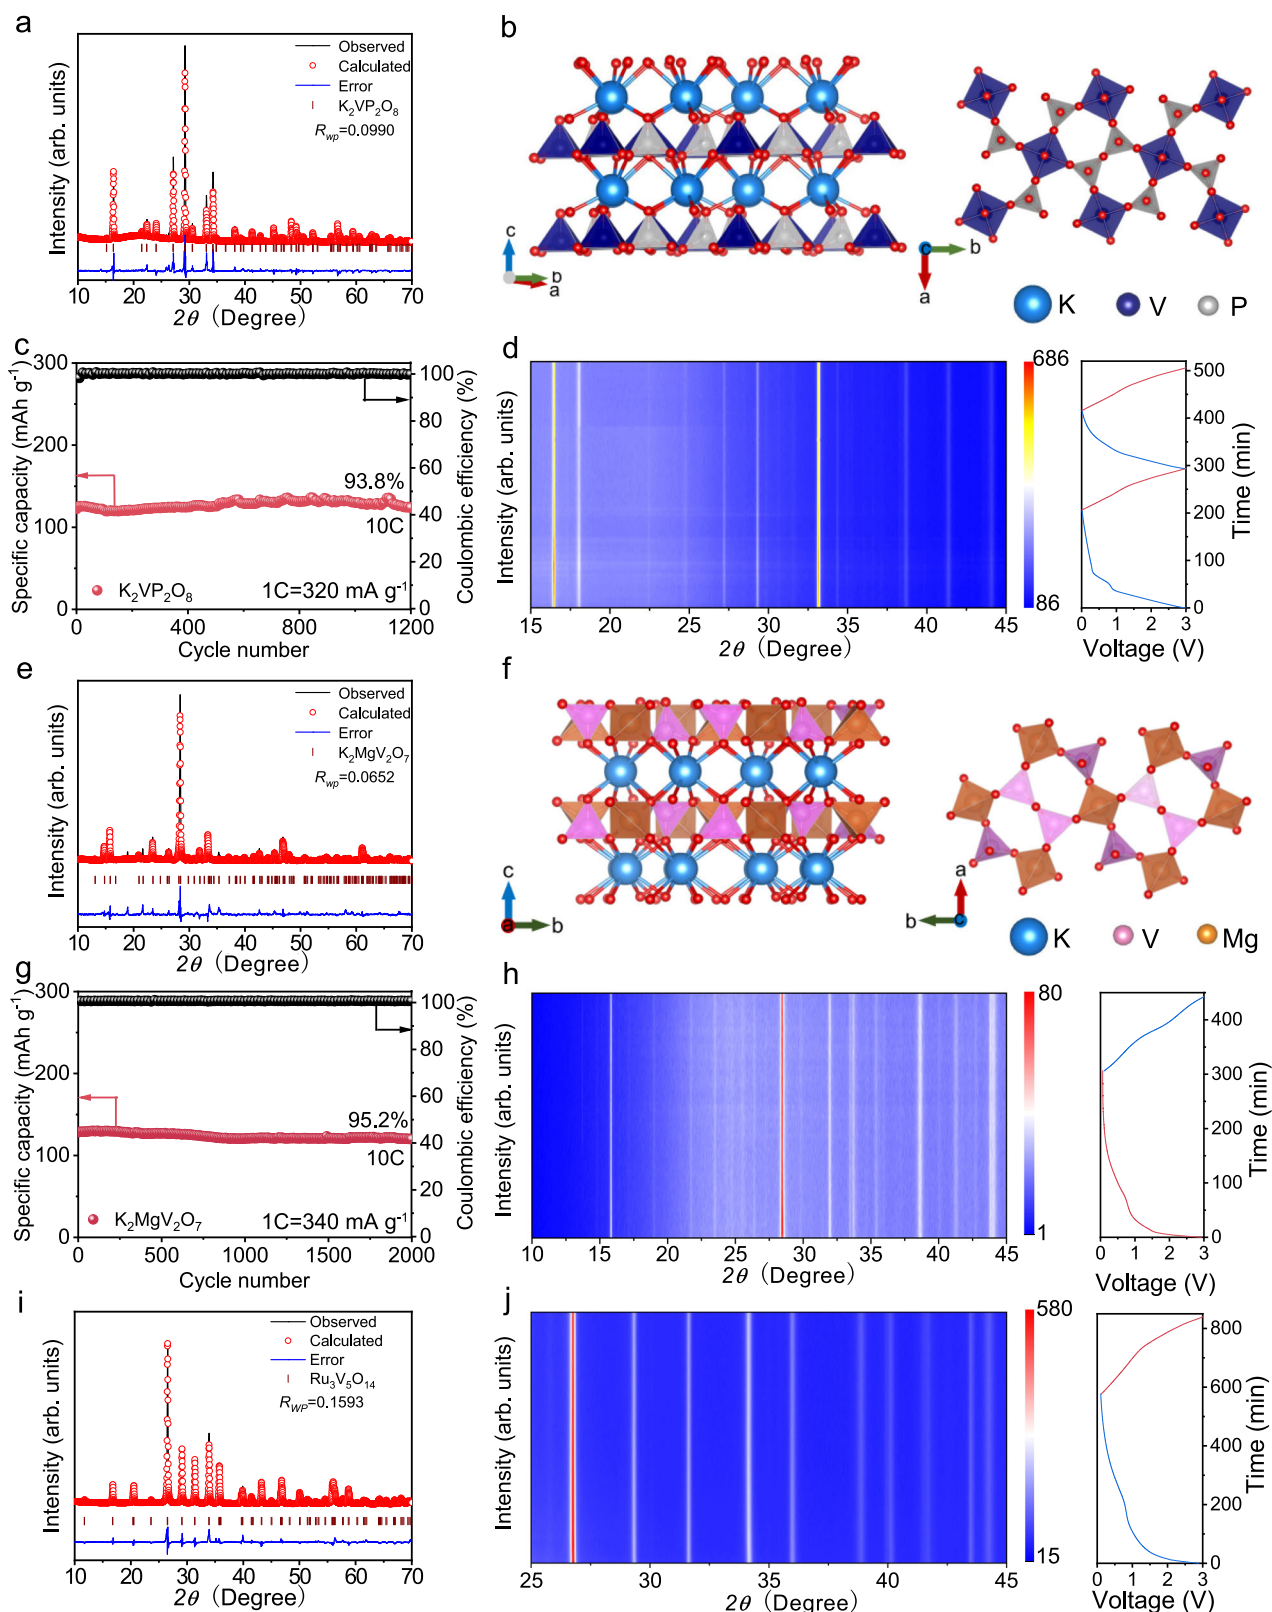 a
Intensity (arb. units)
Observed
Calculated
Error
K₂VP₂O₈
R_wp=0.0990
10 20 30 40 50 60 70
2θ（Degree）
b
c
b
a
c
b
a
K V P
c
Specific capacity (mAh g⁻¹)
300
200
100
0
100
80
60
40
20
0
Coulombic efficiency (%)
93.8%
10C
K₂VP₂O₈ 1C=320 mA g⁻¹
0 400 800 1200
Cycle number
d
Intensity (arb. units)
15 20 25 30 35 40 45
2θ（Degree）
686
86
500
400
300
200
100
0
Time (min)
0 1 2 3
Voltage (V)
e
Intensity (arb. units)
Observed
Calculated
Error
K₂MgV₂O₇
R_wp=0.0652
10 20 30 40 50 60 70
2θ（Degree）
f
c
a
b
a
b
c
K V Mg
g
Specific capacity (mAh g⁻¹)
300
200
100
0
100
80
60
40
20
0
Coulombic efficiency (%)
95.2%
10C
K₂MgV₂O₇ 1C=340 mA g⁻¹
0 500 1000 1500 2000
Cycle number
h
Intensity (arb. units)
10 15 20 25 30 35 40 45
2θ（Degree）
80
1
400
300
200
100
0
Time (min)
0 1 2 3
Voltage (V)
i
Intensity (arb. units)
Observed
Calculated
Error
Ru₃V₅O₁₄
R_WP=0.1593
10 20 30 40 50 60 70
2θ（Degree）
j
Intensity (arb. units)
25 30 35 40 45
2θ（Degree）
580
15
800
600
400
200
0
Time (min)
0 1 2 3
Voltage (V)